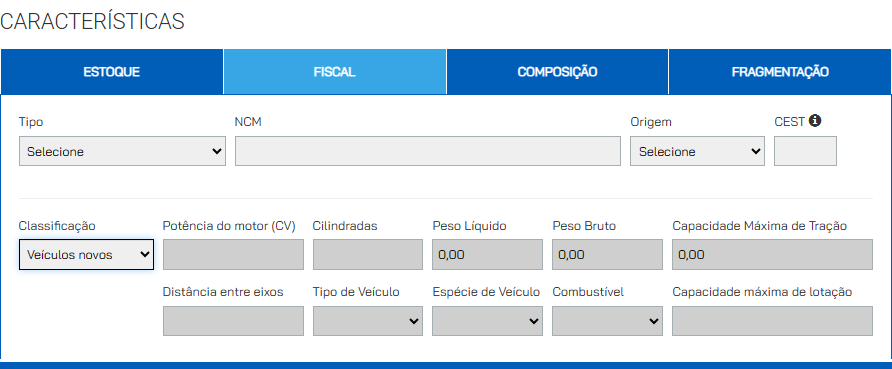 CARACTERÍSTICAS
ESTOQUE FISCAL COMPOSIÇÃO FRAGMENTAÇÃO
Tipo NCM Origem CEST
Selecione Selecione
Classificação Potência do motor (CV) Cilindradas Peso Líquido Peso Bruto Capacidade Máxima de Tração
Veículos novos 0,00 0,00 0,00
Distância entre eixos Tipo de Veículo Espécie de Veículo Combustível Capacidade máxima de lotação